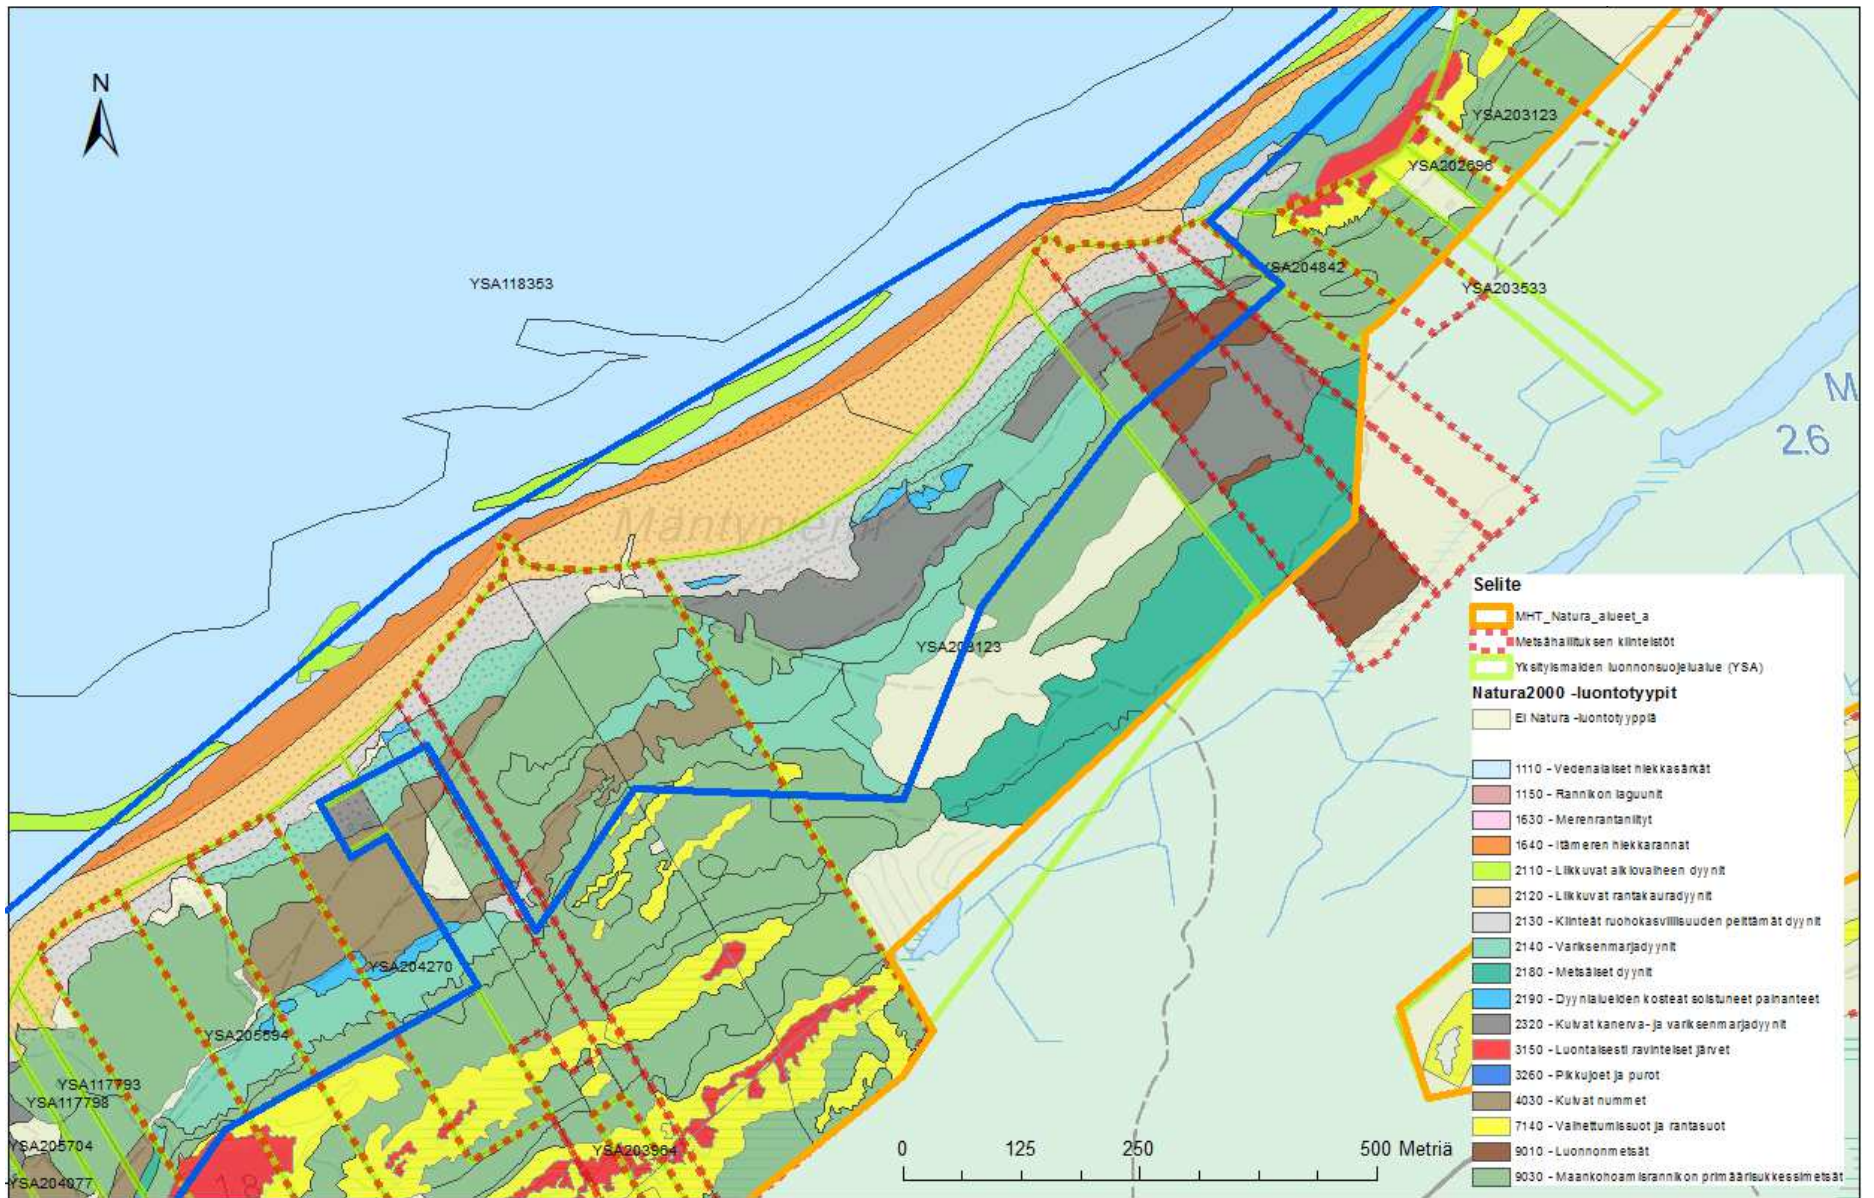 N
YSA203123
YSA202696
YSA118353
YSA204842
YSA203533
M
2.6
Mäntyniemi
YSA203123
YSA204270
YSA205594
YSA117793
YSA117798
YSA205704
YSA204077
YSA203964
1.8
0 125 250 500 Metriä
Selite
MHT_Natura_alueet_a
Metsähallituksen kiinteistöt
Yksityismaiden luonnonsuojelualue (YSA)
Natura2000 -luontotyypit
Ei Natura -luontotyyppiä
1110 - Vedenalaiset hiekkasärkät
1150 - Rannikon laguunit
1630 - Merenrantaniityt
1640 - Itämeren hiekkarannat
2110 - Liikkuvat alkiovaiheen dyynit
2120 - Liikkuvat rantakauradyynit
2130 - Kiinteät ruohokasvillisuuden peittämät dyynit
2140 - Variksenmarjadyynit
2180 - Metsäiset dyynit
2190 - Dyynialueiden kosteat soistuneet painanteet
2320 - Kuivat kanerva- ja variksenmarjadyynit
3150 - Luontaisesti ravinteiset järvet
3260 - Pikkujoet ja purot
4030 - Kuivat nummet
7140 - Vaihettumissuot ja rantasuot
9010 - Luonnonmetsät
9030 - Maankohoamisrannikon primäärisukkessiometsät